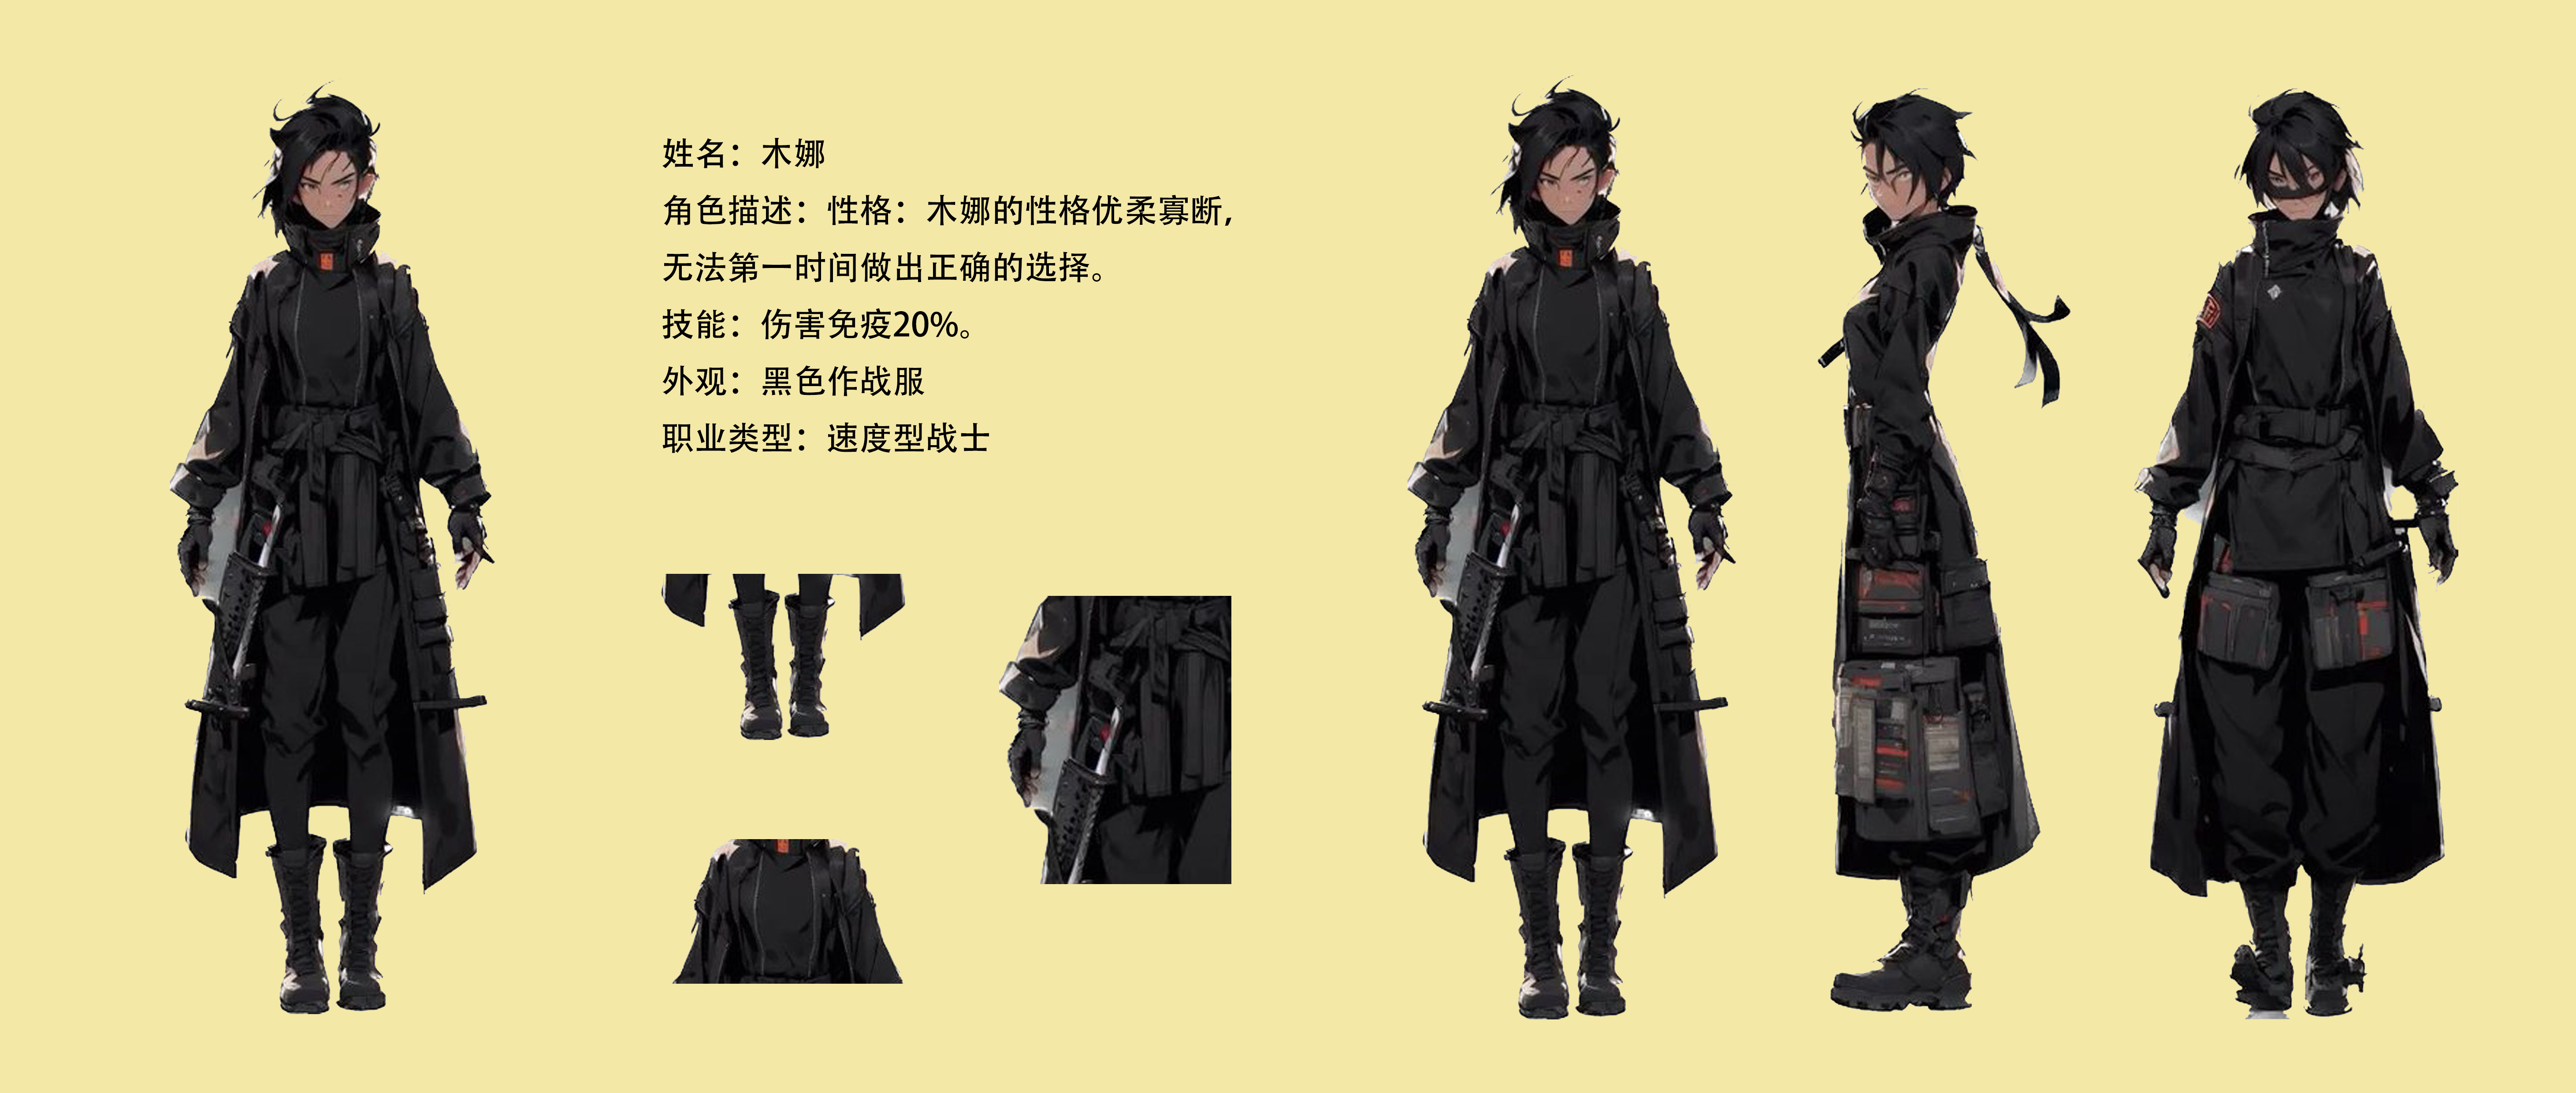 姓名：木娜
角色描述：性格：木娜的性格优柔寡断，
无法第一时间做出正确的选择。
技能：伤害免疫20%。
外观：黑色作战服
职业类型：速度型战士